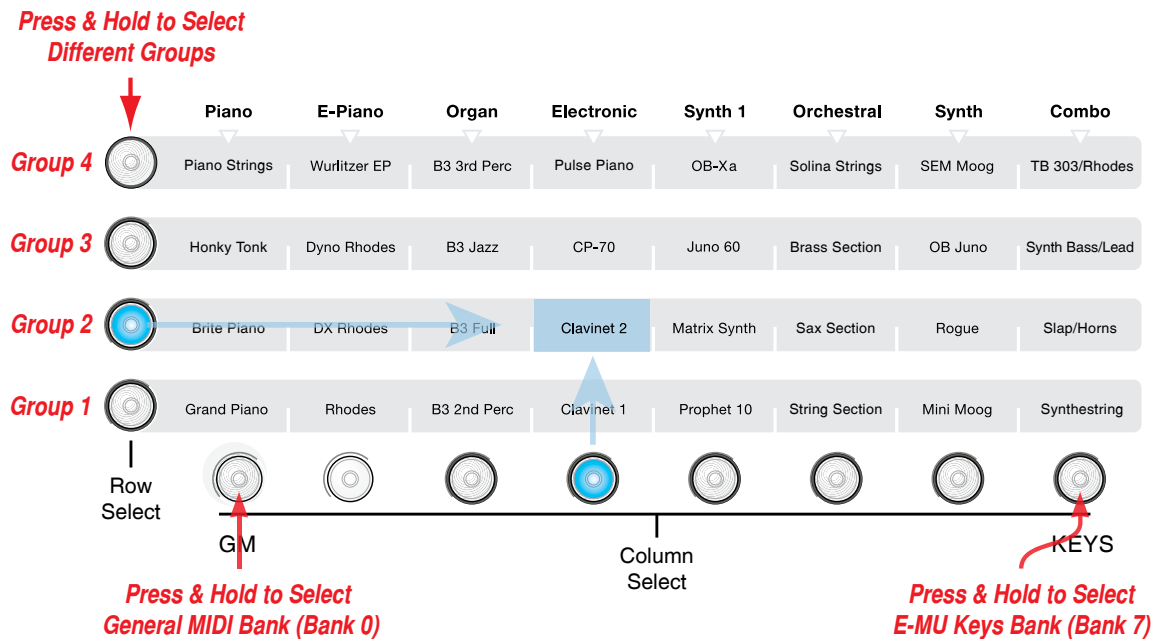 Press & Hold to Select
Different Groups
Piano E-Piano Organ Electronic Synth 1 Orchestral Synth Combo
Group 4 Piano Strings Wurlitzer EP B3 3rd Perc Pulse Piano OB-Xa Solina Strings SEM Moog TB 303/Rhodes
Group 3 Honky Tonk Dyno Rhodes B3 Jazz CP-70 Juno 60 Brass Section OB Juno Synth Bass/Lead
Group 2 Brite Piano DX Rhodes B3 Full Clavinet 2 Matrix Synth Sax Section Rogue Slap/Horns
Group 1 Grand Piano Rhodes B3 2nd Perc Clavinet 1 Prophet 10 String Section Mini Moog Synthestring
Row
Select
GM
Column
Select
KEYS
Press & Hold to Select
General MIDI Bank (Bank 0)
Press & Hold to Select
E-MU Keys Bank (Bank 7)